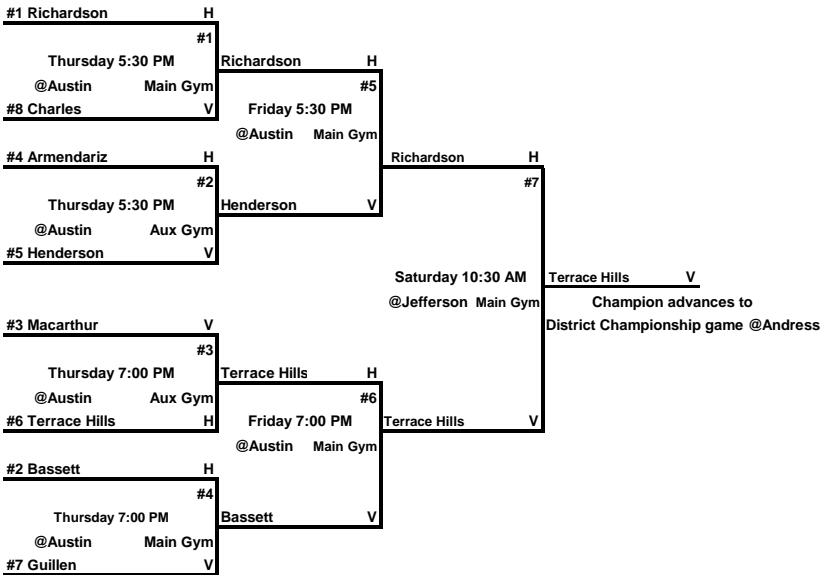 #1 Richardson H
#1
Thursday 5:30 PM
@Austin Main Gym
#8 Charles V
Richardson H
#5
Friday 5:30 PM
@Austin Main Gym
#4 Armendariz H
#2
Thursday 5:30 PM
@Austin Aux Gym
#5 Henderson V
Henderson V
Richardson H
#7
Saturday 10:30 AM
@Jefferson Main Gym
Terrace Hills V
Champion advances to
District Championship game @Andress
#3 Macarthur V
#3
Thursday 7:00 PM
@Austin Aux Gym
#6 Terrace Hills H
Terrace Hills H
#6
Friday 7:00 PM
@Austin Main Gym
Terrace Hills V
#2 Bassett H
#4
Thursday 7:00 PM
@Austin Main Gym
#7 Guillen V
Bassett V